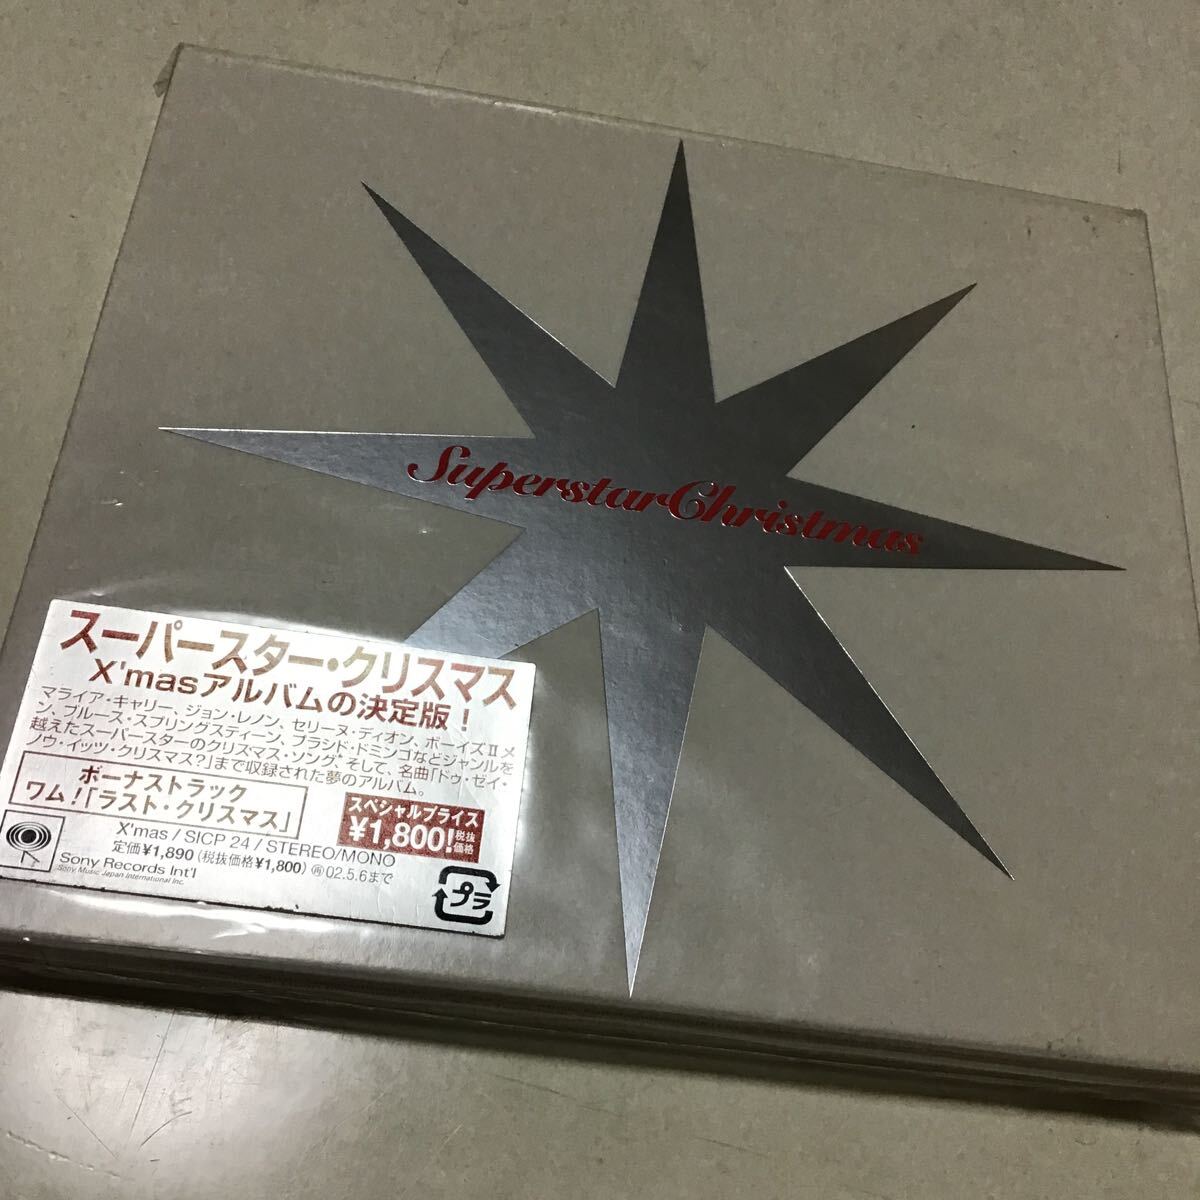 SuperstarChristmas
スーパースター・クリスマス
X'masアルバムの決定版！
マライア・キャリー、ジョン・レノン、セリーヌ・ディオン、ボーイズⅡメ
ン、ブルース・スプリングスティーン、プラシド・ドミンゴなどジャンルを
越えたスーパースターのクリスマス・ソング、そして、名曲「ドゥ・ゼイ・
ノウ・イッツ・クリスマス?」まで収録された夢のアルバム。
ボーナストラック
ワム！「ラスト・クリスマス」
スペシャルプライス
¥1,800!税抜価格
X'mas / SICP 24 / STEREO/MONO
定価¥1,890 (税抜価格¥1,800) ㊙02.5.6まで
Sony Records Int'l
Sony Music Japan International Inc.
プラ